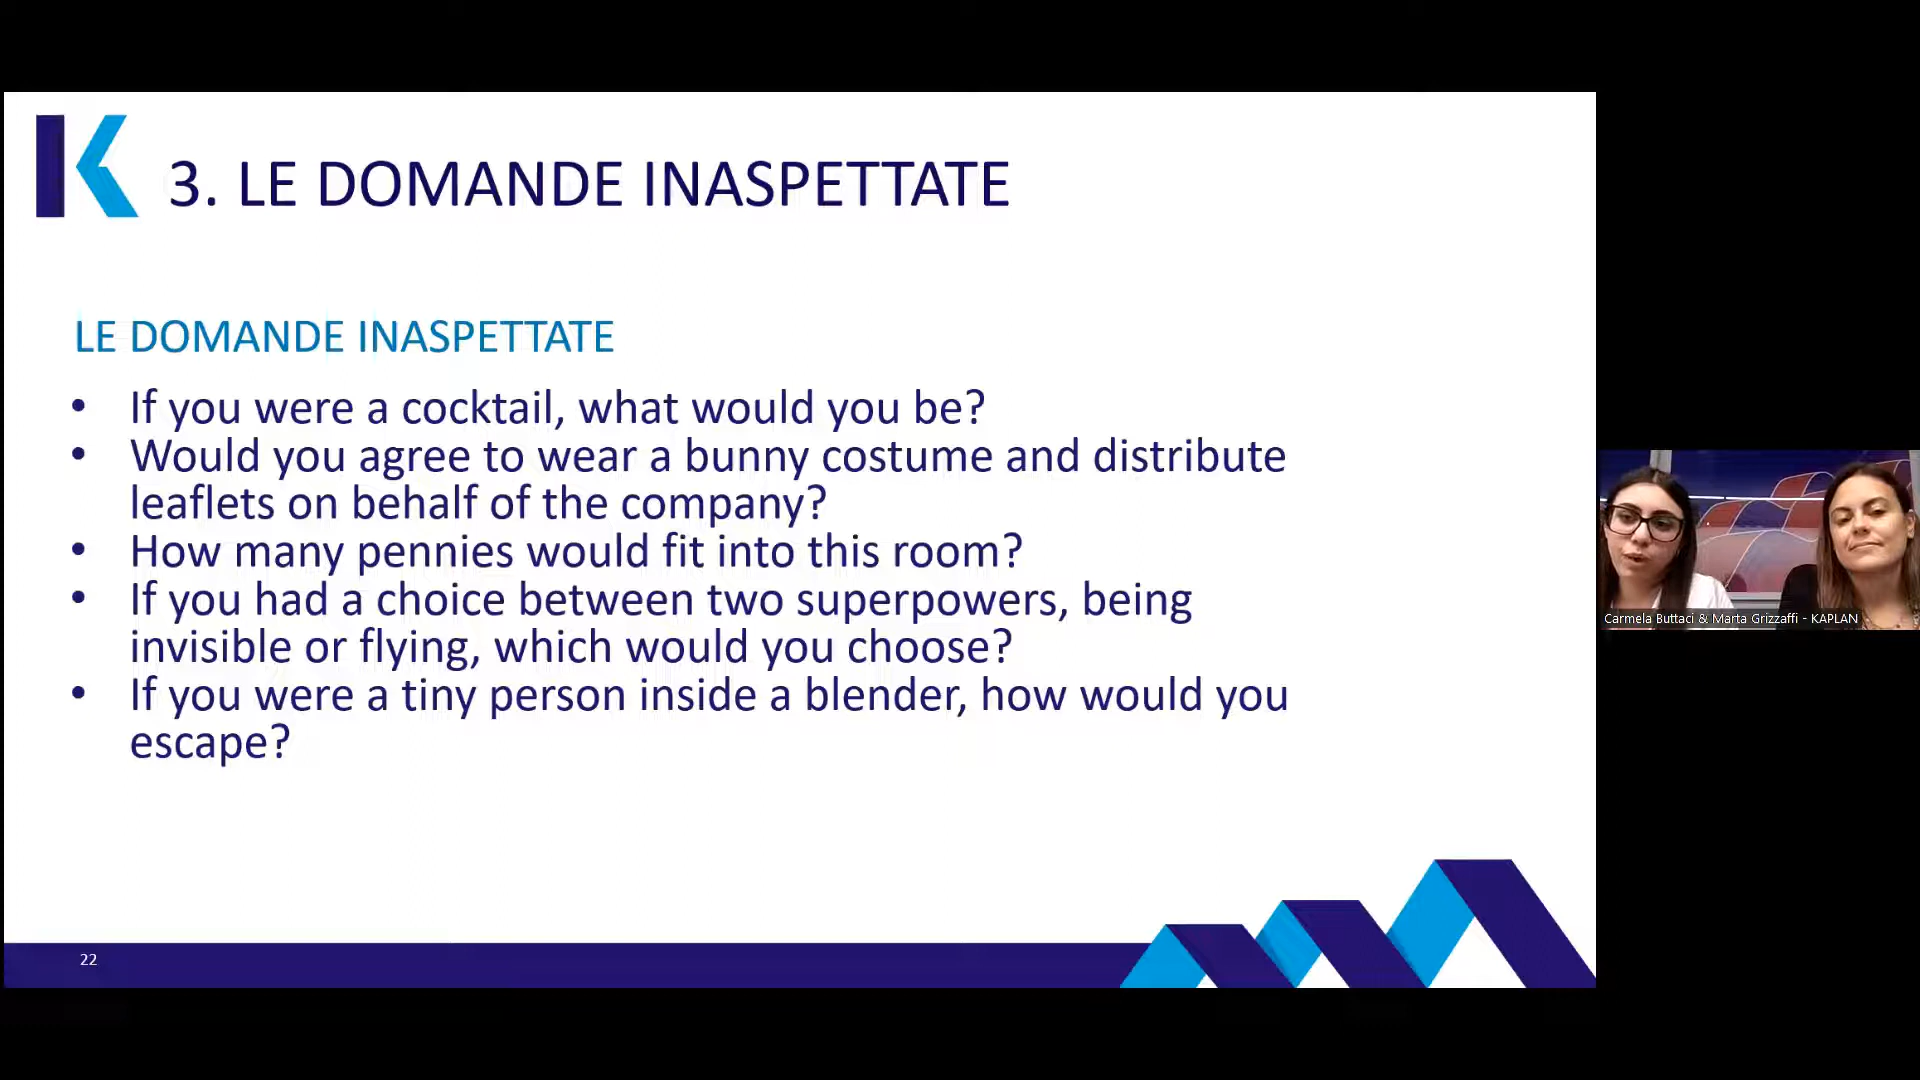 3. LE DOMANDE INASPETTATE
LE DOMANDE INASPETTATE
• If you were a cocktail, what would you be?
• Would you agree to wear a bunny costume and distribute
leaflets on behalf of the company?
• How many pennies would fit into this room?
• If you had a choice between two superpowers, being
invisible or flying, which would you choose?
• If you were a tiny person inside a blender, how would you
escape?
22
Carmela Buttaci & Marta Grizzaffi - KAPLAN